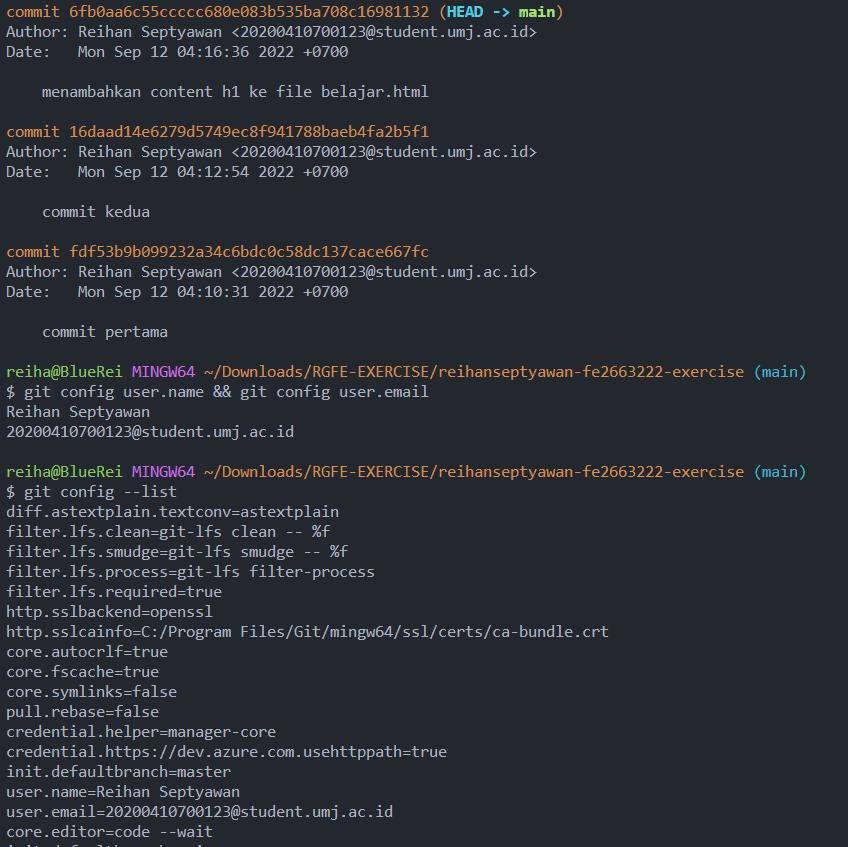 commit 6fb0aa6c55ccccc680e083b535ba708c16981132 (HEAD -> main)
Author: Reihan Septyawan <20200410700123@student.umj.ac.id>
Date:   Mon Sep 12 04:16:36 2022 +0700
menambahkan content h1 ke file belajar.html
commit 16daad14e6279d5749ec8f941788baeb4fa2b5f1
Author: Reihan Septyawan <20200410700123@student.umj.ac.id>
Date:   Mon Sep 12 04:12:54 2022 +0700
commit kedua
commit fdf53b9b099232a34c6bdc0c58dc137cace667fc
Author: Reihan Septyawan <20200410700123@student.umj.ac.id>
Date:   Mon Sep 12 04:10:31 2022 +0700
commit pertama
reiha@BlueRei MINGW64 ~/Downloads/RGFE-EXERCISE/reihanseptyawan-fe2663222-exercise (main)
$ git config user.name && git config user.email
Reihan Septyawan
20200410700123@student.umj.ac.id
reiha@BlueRei MINGW64 ~/Downloads/RGFE-EXERCISE/reihanseptyawan-fe2663222-exercise (main)
$ git config --list
diff.astextplain.textconv=astextplain
filter.lfs.clean=git-lfs clean -- %f
filter.lfs.smudge=git-lfs smudge -- %f
filter.lfs.process=git-lfs filter-process
filter.lfs.required=true
http.sslbackend=openssl
http.sslcainfo=C:/Program Files/Git/mingw64/ssl/certs/ca-bundle.crt
core.autocrlf=true
core.fscache=true
core.symlinks=false
pull.rebase=false
credential.helper=manager-core
credential.https://dev.azure.com.usehttppath=true
init.defaultbranch=master
user.name=Reihan Septyawan
user.email=20200410700123@student.umj.ac.id
core.editor=code --wait